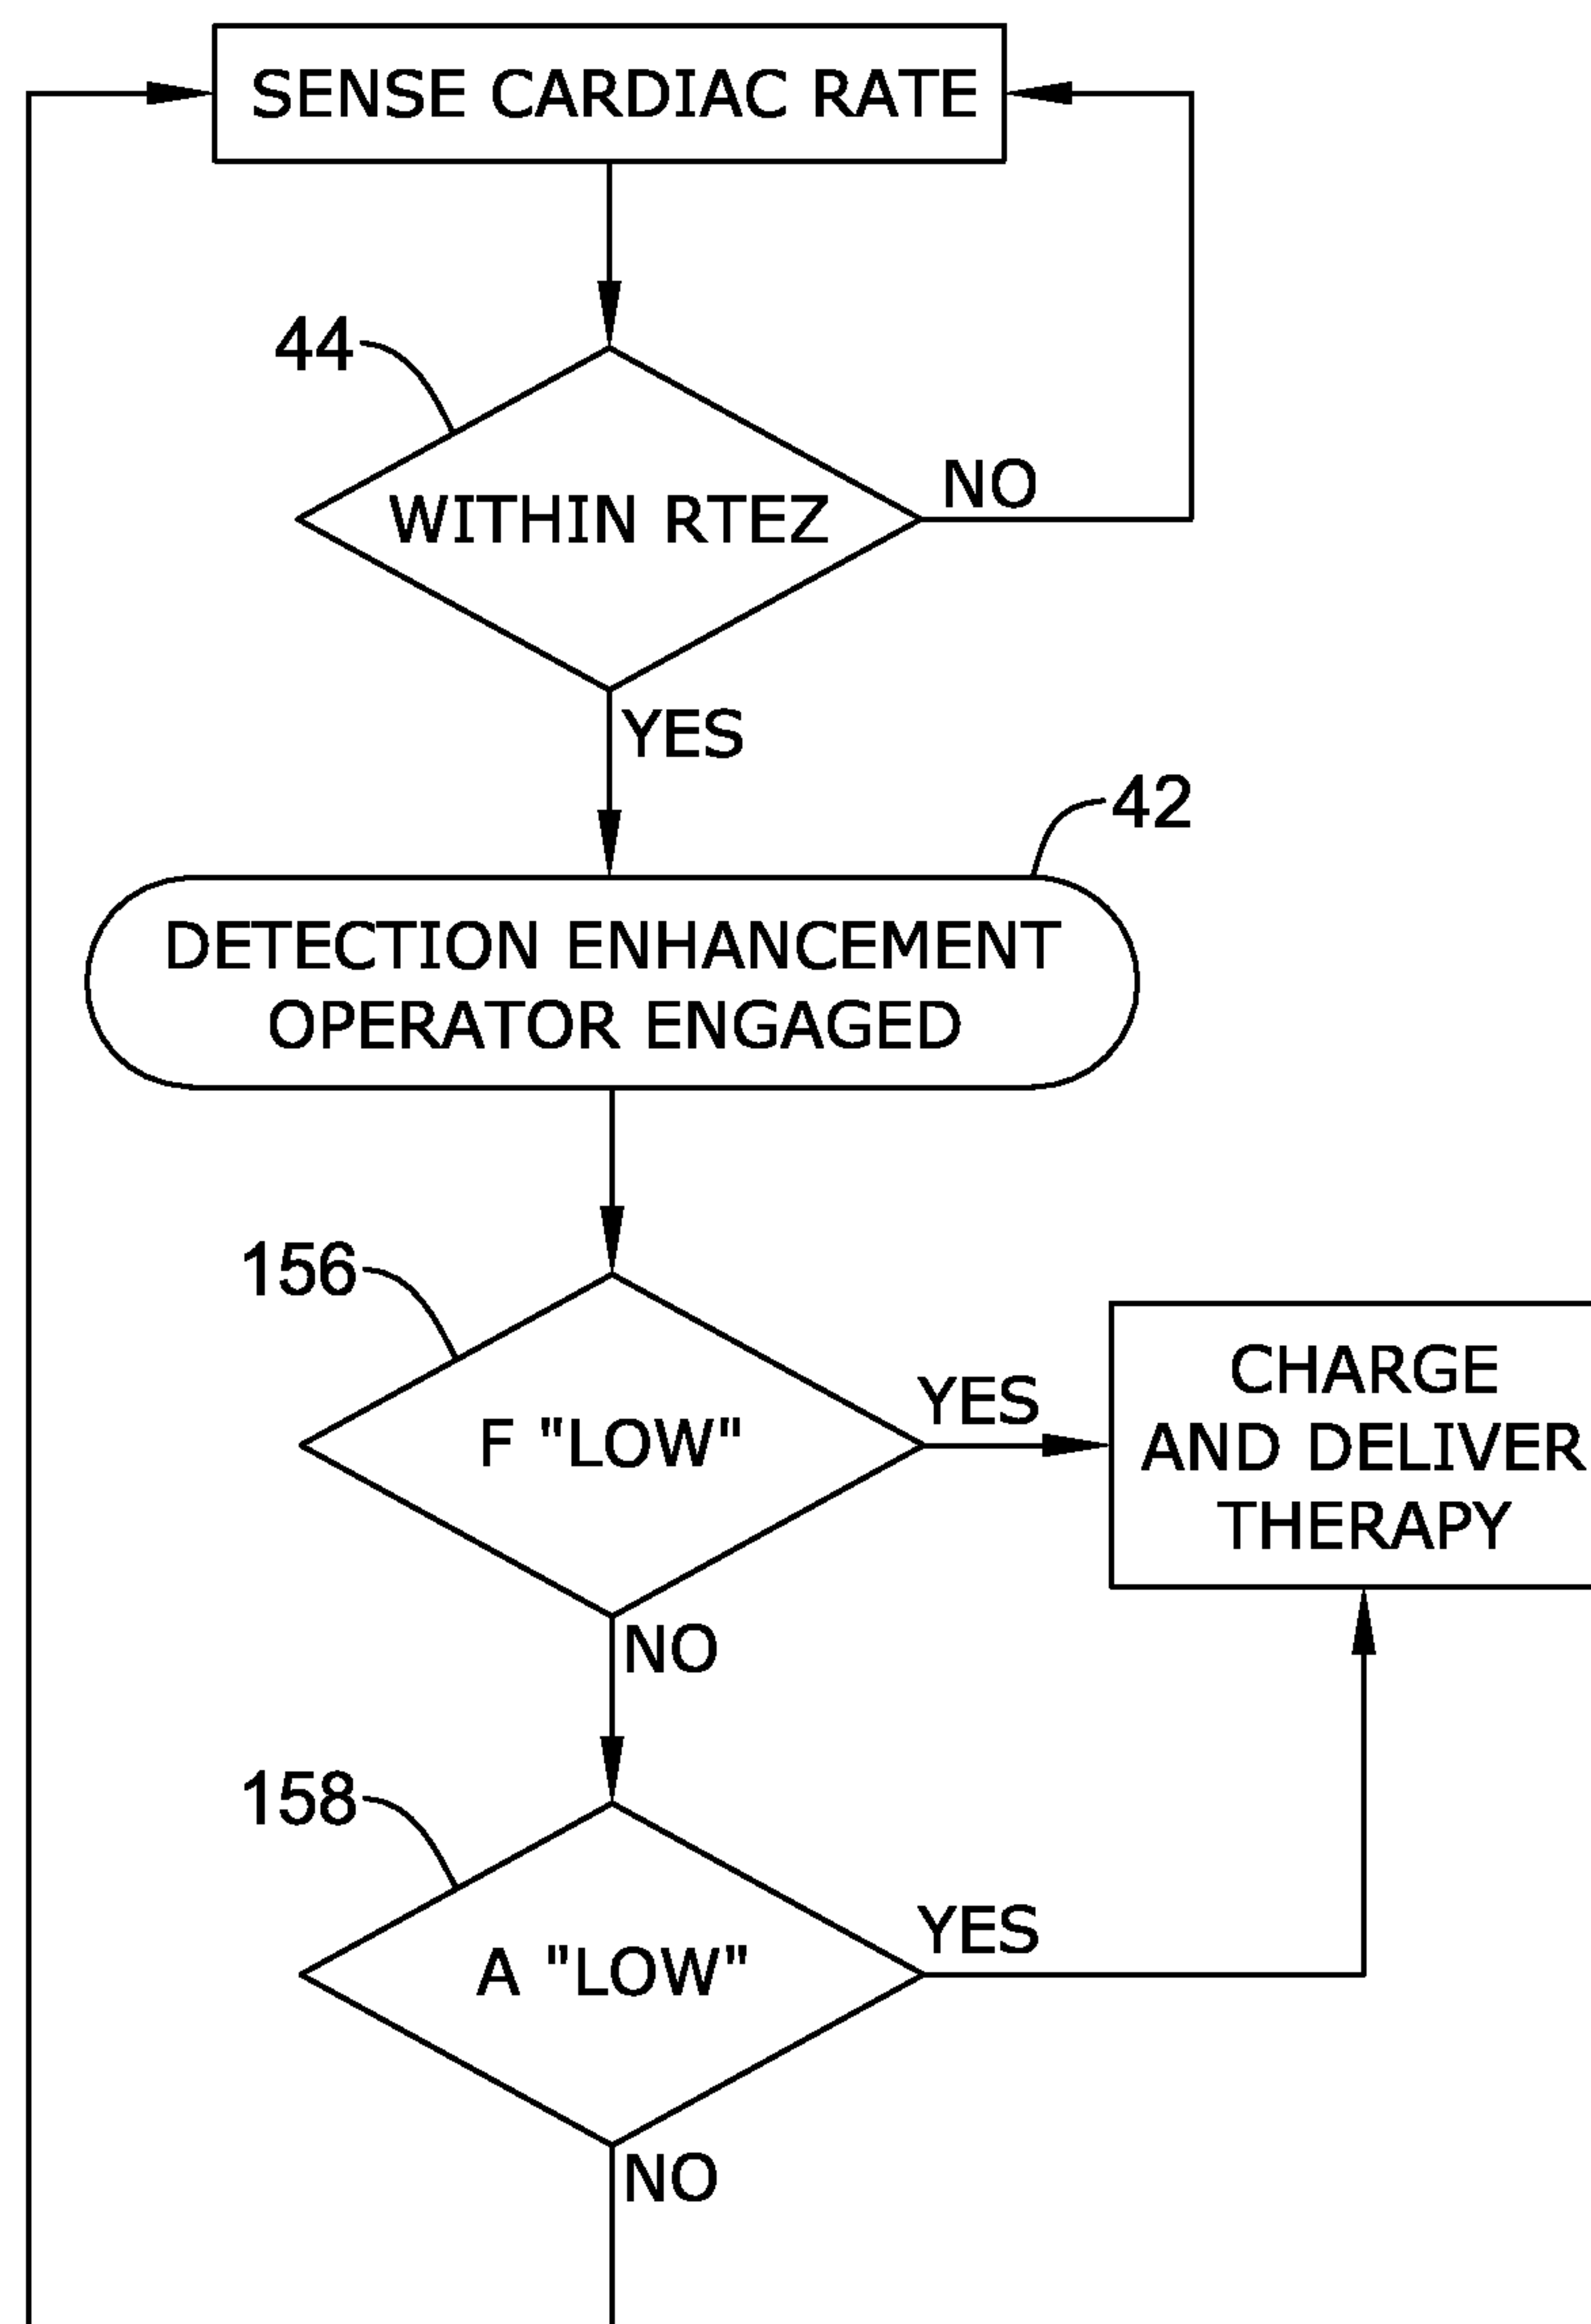 SENSE CARDIAC RATE
44
WITHIN RTEZ
NO
YES
42
DETECTION ENHANCEMENT
OPERATOR ENGAGED
156
F "LOW"
YES
CHARGE
AND DELIVER
THERAPY
NO
158
A "LOW"
YES
NO